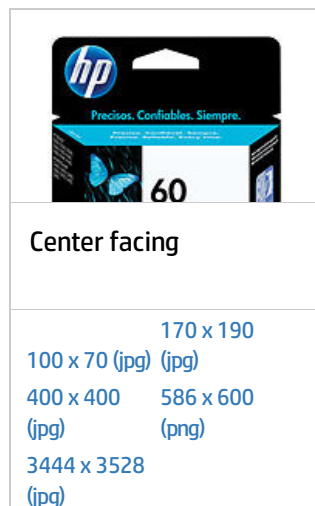 hp
Precisos. Confiables. Siempre.
60
Center facing
170 x 190
100 x 70 (jpg) (jpg)
400 x 400 586 x 600
(jpg) (png)
3444 x 3528
(jpg)